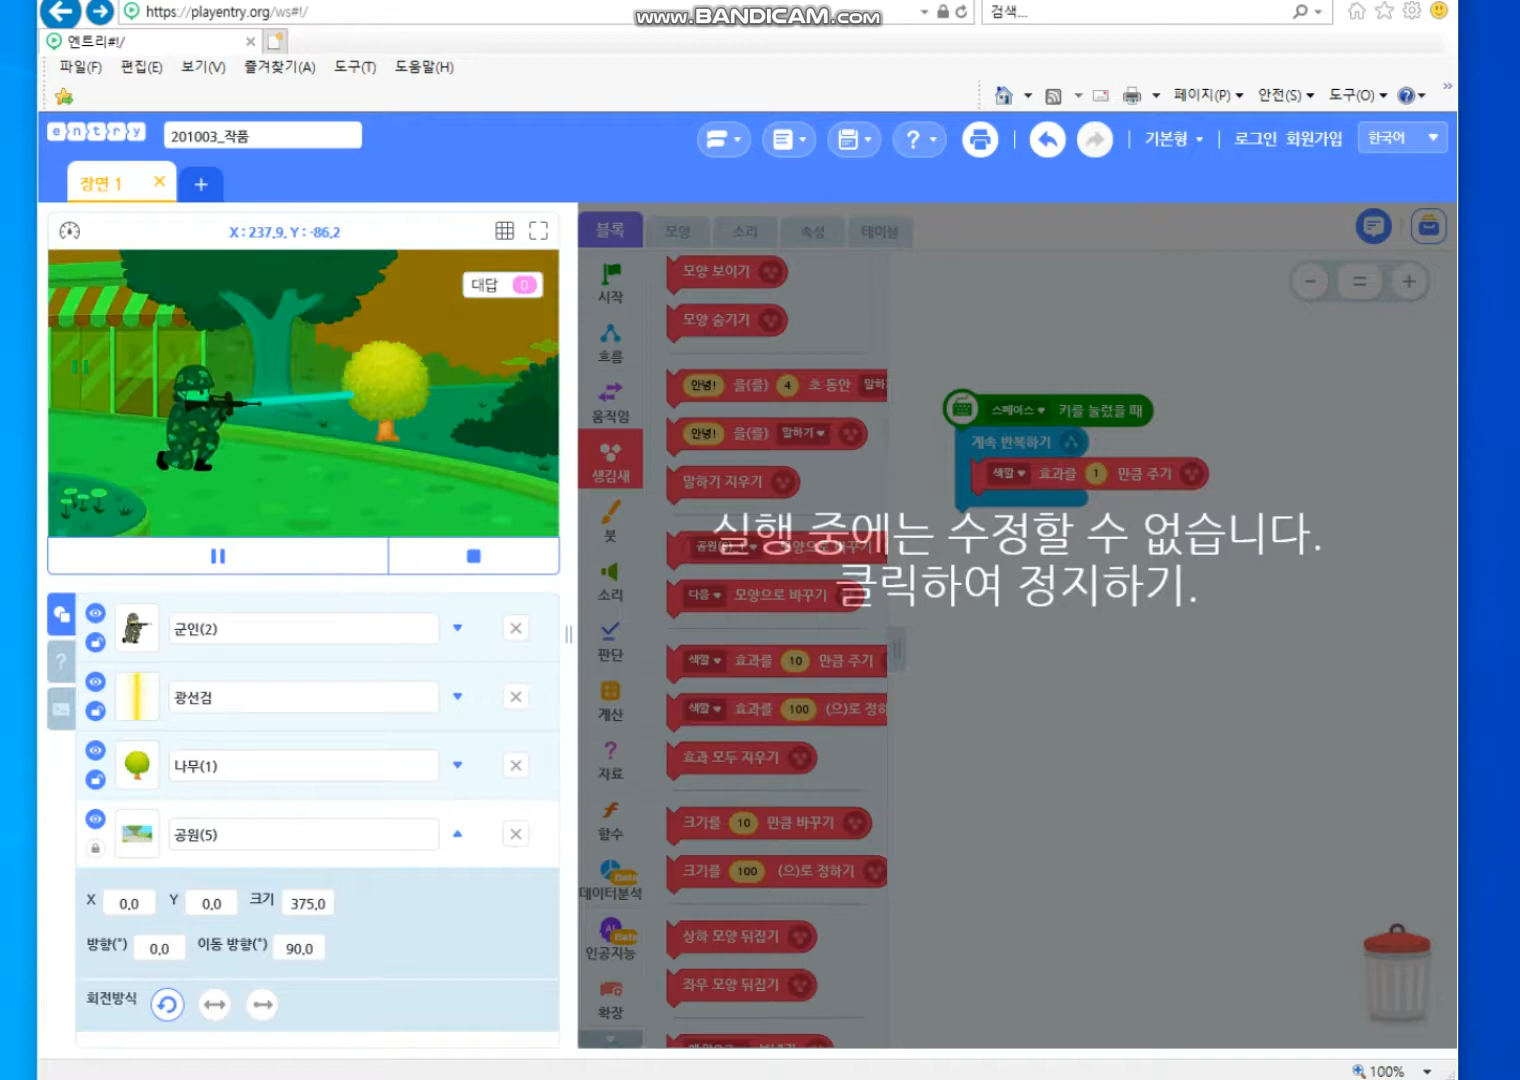 https://playentry.org/ws#!/
www.BANDICAM.com
검색...
엔트리#!/
파일(F) 편집(E) 보기(V) 즐겨찾기(A) 도구(T) 도움말(H)
페이지(P) 안전(S) 도구(O)
entry
201003_작품
기본형
로그인 회원가입
한국어
장면 1
X : 237.9, Y : -86.2
대답 0
블록
모양
소리
속성
테이블
시작
흐름
움직임
생김새
붓
소리
판단
계산
자료
함수
데이터분석
Beta
인공지능
AI
Beta
확장
모양 보이기
모양 숨기기
안녕! 을(를) 4 초 동안 말하
안녕! 을(를) 말하기
말하기 지우기
모양으로 바꾸기
다음 모양으로 바꾸기
색깔 효과를 10 만큼 주기
색깔 효과를 100 (으)로 정하
효과 모두 지우기
크기를 10 만큼 바꾸기
크기를 100 (으)로 정하기
상하 모양 뒤집기
좌우 모양 뒤집기
스페이스 키를 눌렀을 때
계속 반복하기
색깔 효과를 1 만큼 주기
실행 중에는 수정할 수 없습니다.
클릭하여 정지하기.
군인(2)
광선검
나무(1)
공원(5)
X 0.0 Y 0.0 크기 375.0
방향(°) 0.0 이동 방향(°) 90.0
회전방식
100%